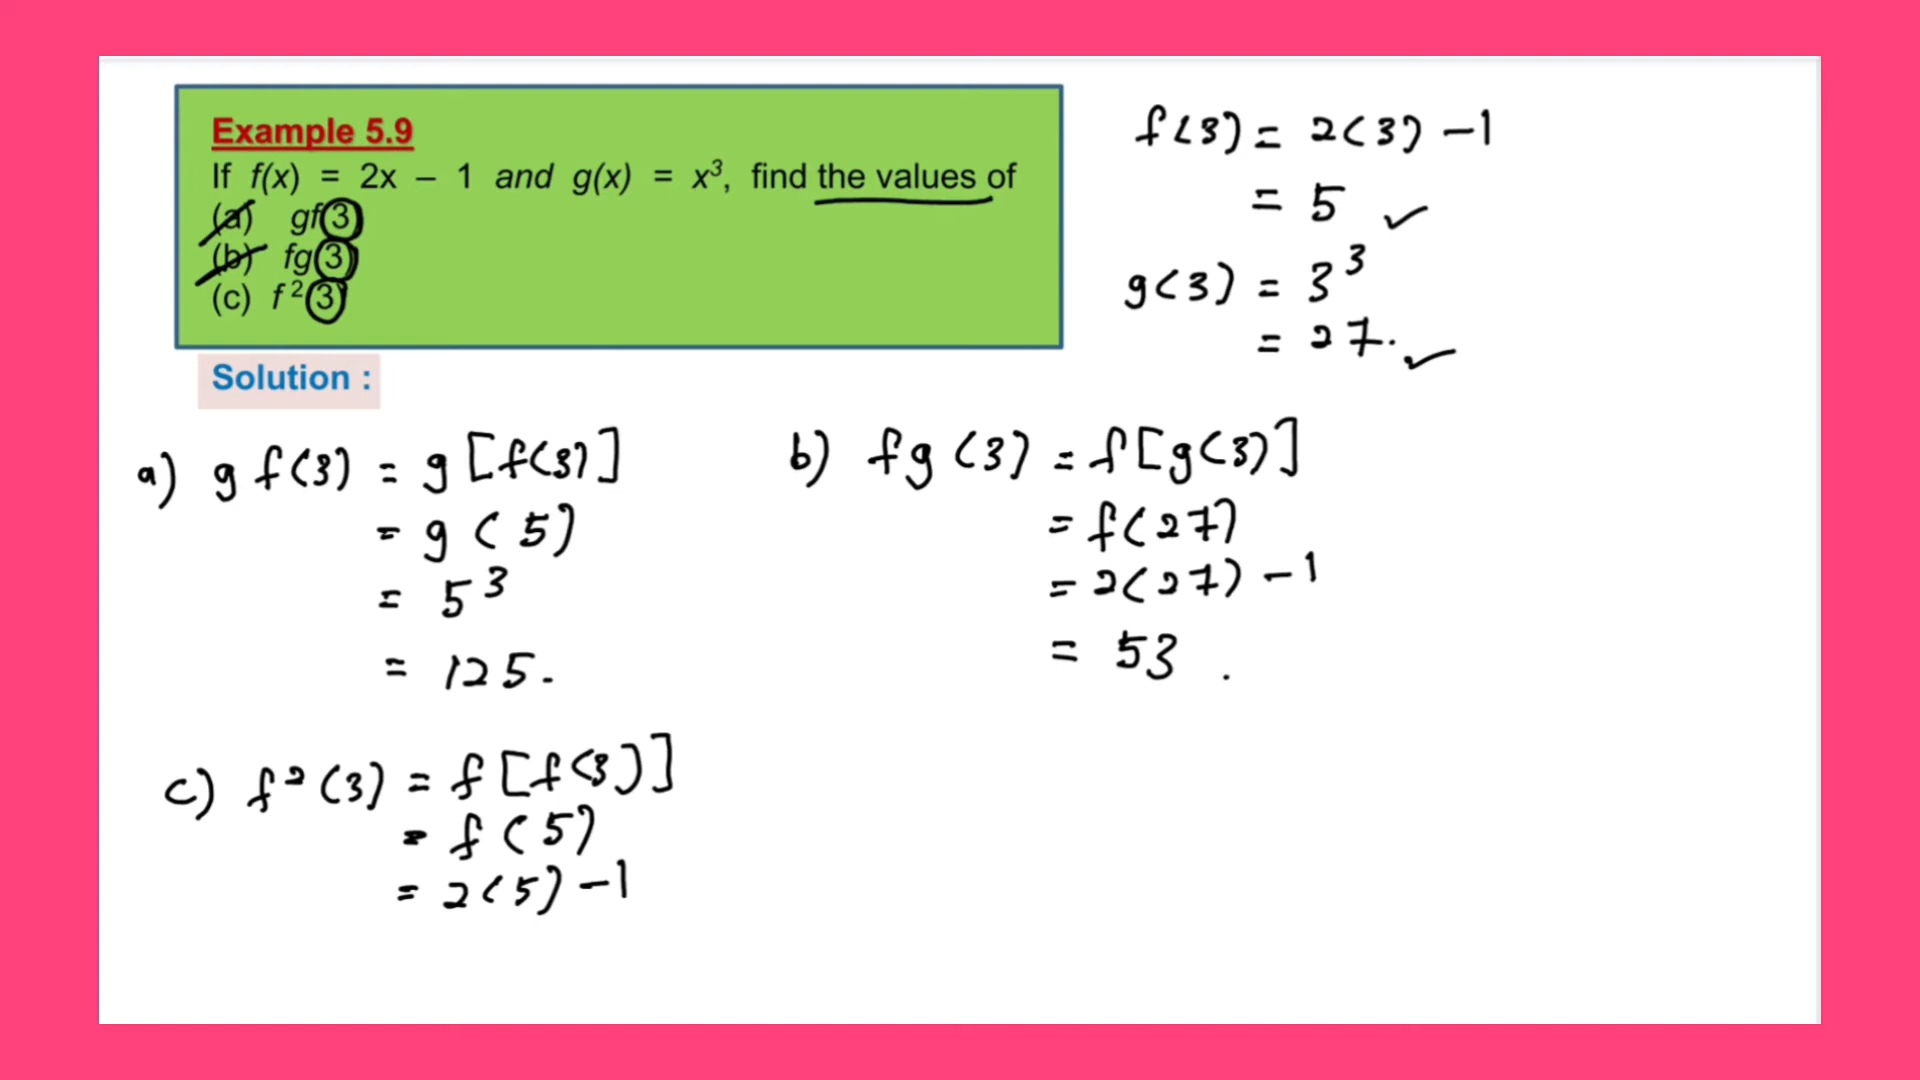 Example 5.9
If f(x) = 2x – 1 and g(x) = x³, find the values of
(a) gf(3)
(b) fg(3)
(c) f ²(3)
Solution :
f(3) = 2(3) -1
= 5 ✓
g(3) = 3³
= 27. ✓
a) gf(3) = g[f(3)]
= g(5)
= 5³
= 125.
b) fg(3) = f[g(3)]
= f(27)
= 2(27) -1
= 53 .
c) f²(3) = f[f(3)]
= f(5)
= 2(5) -1